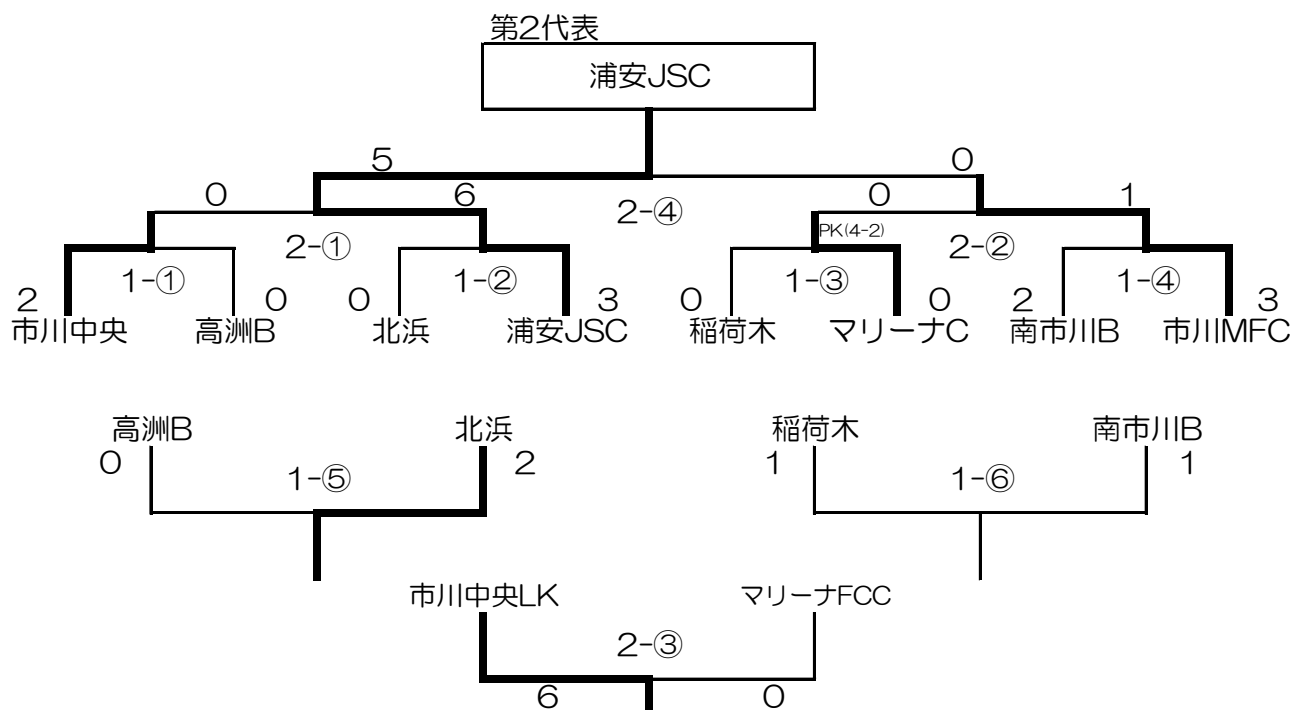 第2代表
浦安JSC
5 0
0 6 2-④ 0 1
2-① PK(4-2) 2-②
1-① 1-② 1-③ 1-④
2 0 0 3 0 0 2 3
市川中央 高洲B 北浜 浦安JSC 稲荷木 マリーナC 南市川B 市川MFC
高洲B 北浜 稲荷木 南市川B
0 1-⑤ 2 1 1-⑥ 1
市川中央LK マリーナFCC
2-③
6 0